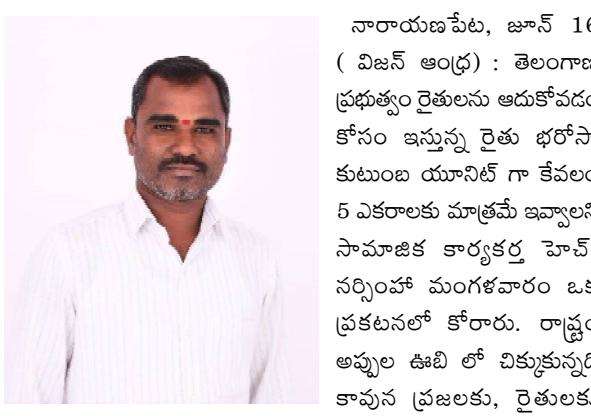 నారాయణపేట, జూన్ 16
( విజన్ ఆంధ్ర) : తెలంగాణ
ప్రభుత్వం రైతులను ఆదుకోవడం
కోసం ఇస్తున్న రైతు భరోసా
కుటుంబ యూనిట్ గా కేవలం
5 ఎకరాలకు మాత్రమే ఇవ్వాలని
సామాజిక కార్యకర్త హెచ్.
నర్సింహా మంగళవారం ఒక
ప్రకటనలో కోరారు. రాష్ట్రం
అప్పుల ఊబి లో చిక్కుకున్నది
కావున ప్రజలకు, రైతులకు